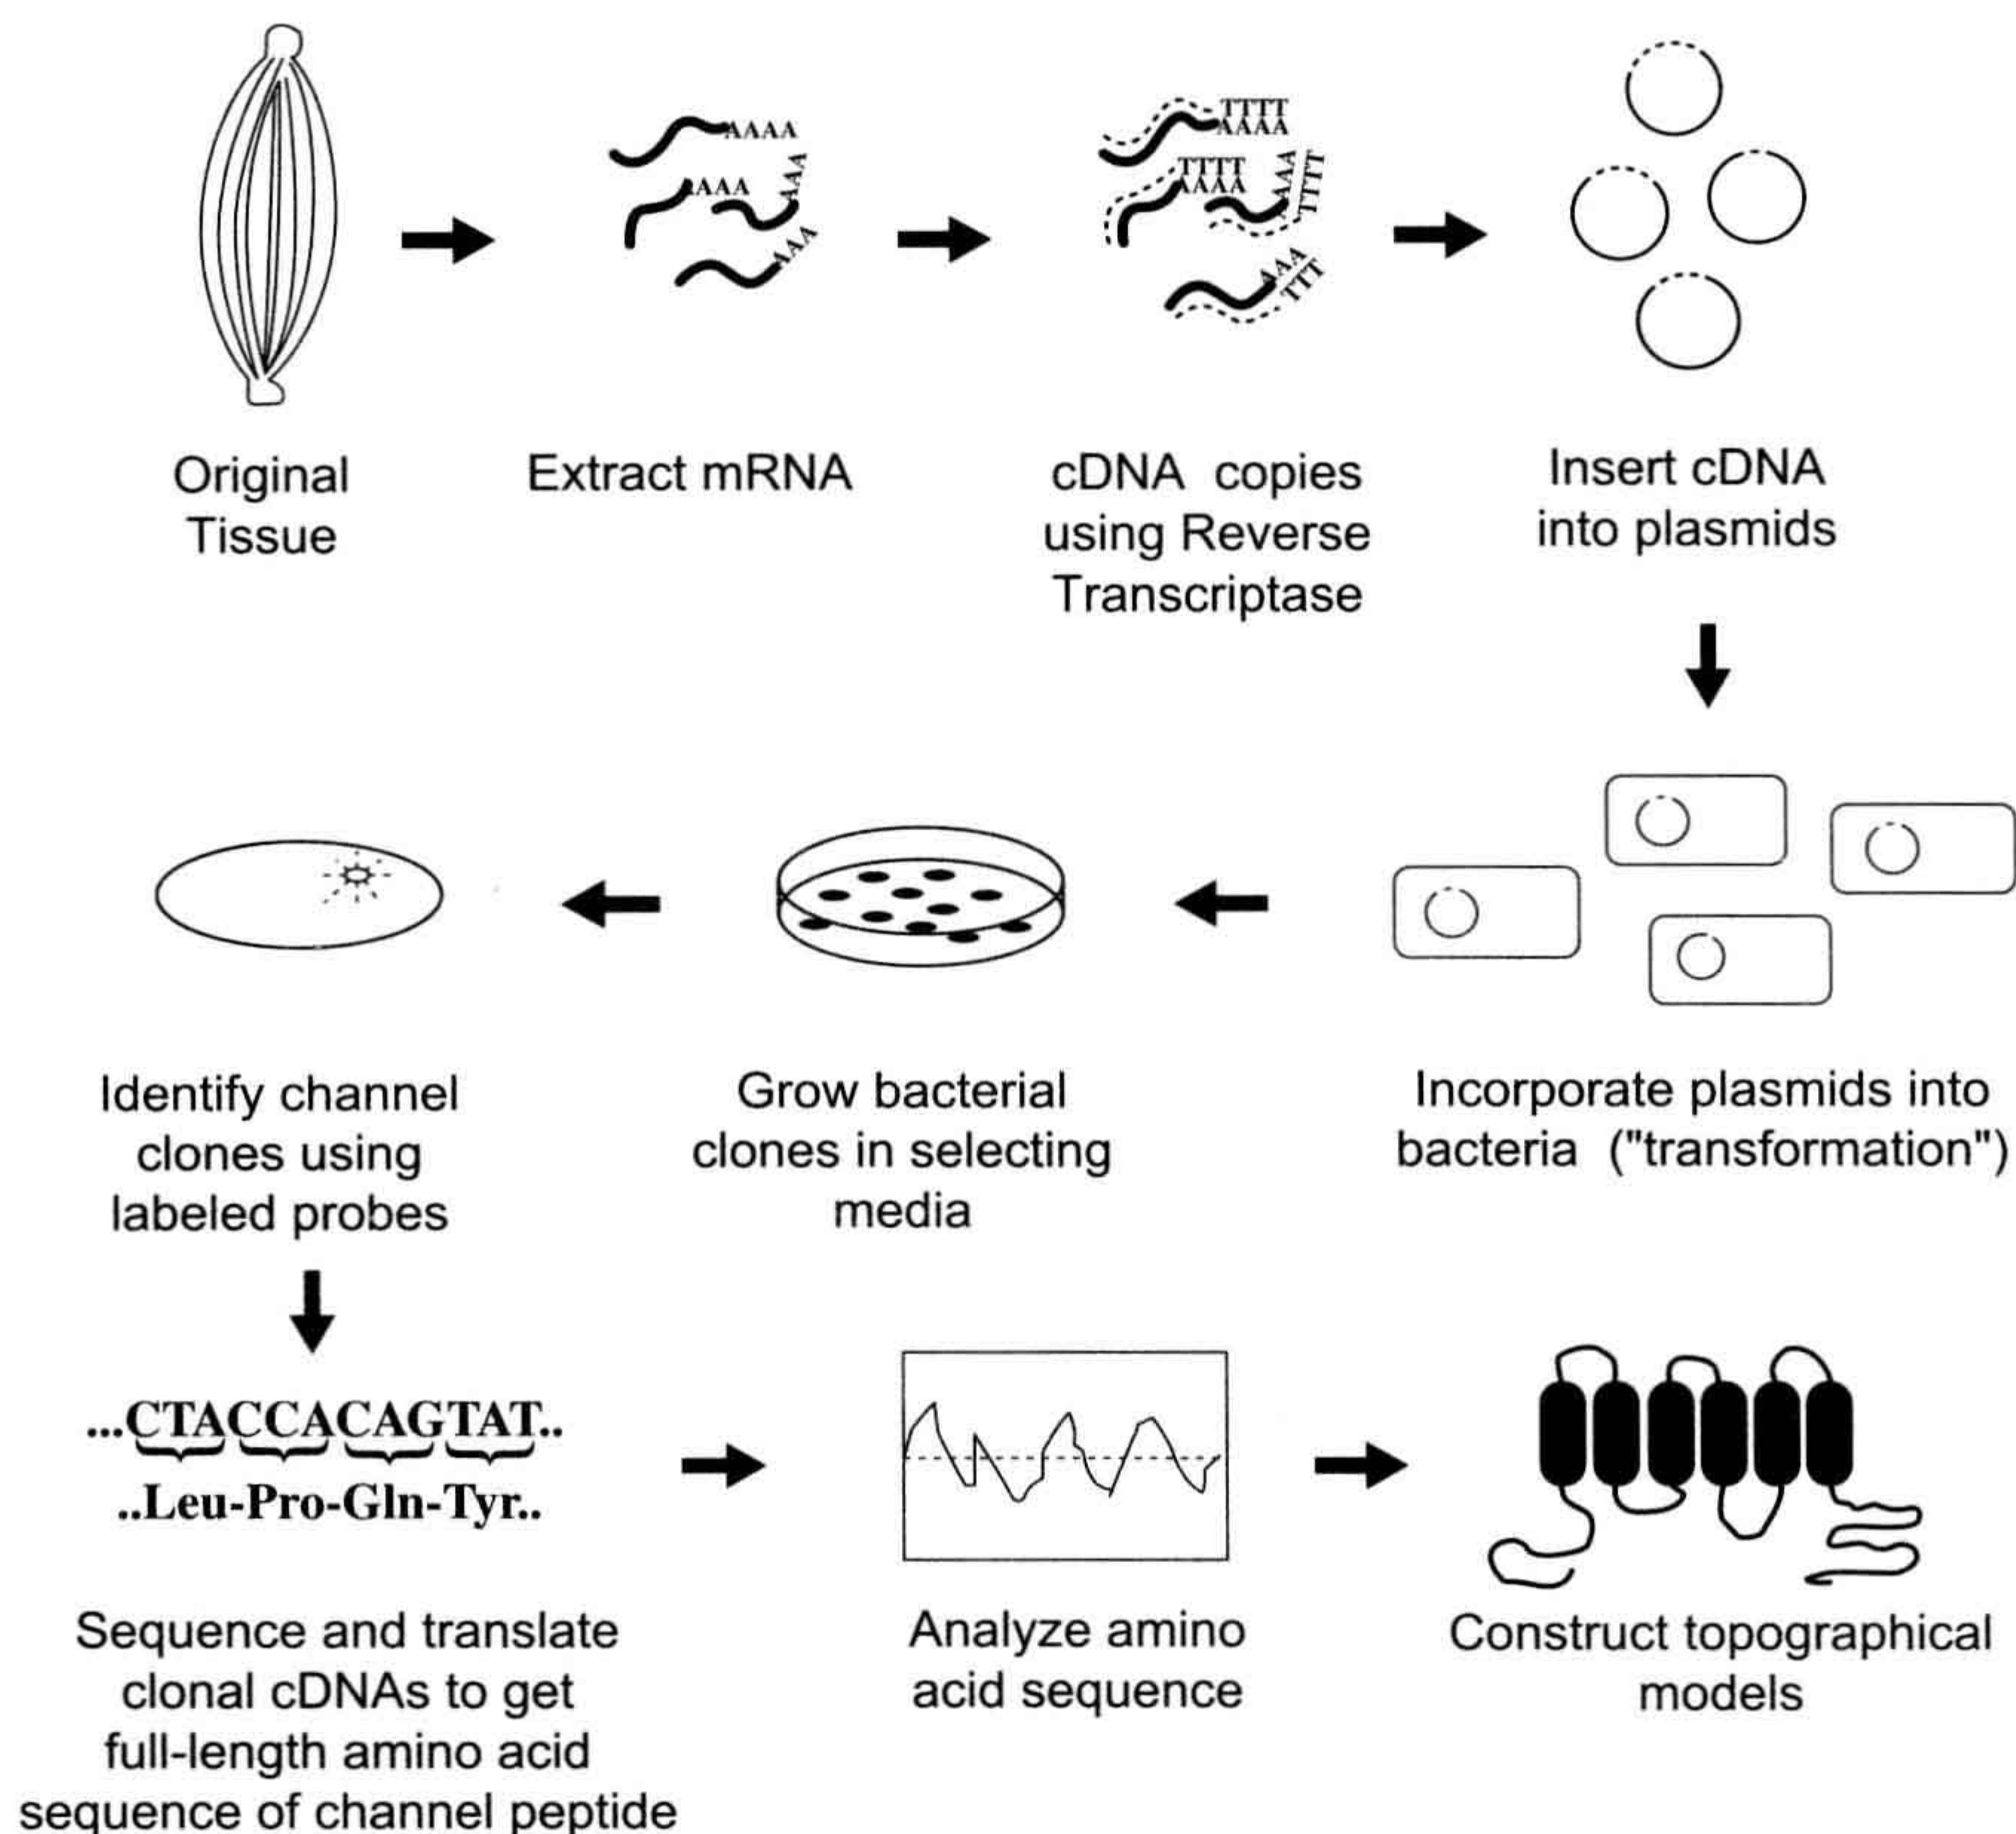 AAAA
AAAA
AAA
AAA
TTTT
AAAA
TTTT
AAAA
AAA
TTTT
AAA
TTT
Original
Tissue
Extract mRNA
cDNA copies
using Reverse
Transcriptase
Insert cDNA
into plasmids
Identify channel
clones using
labeled probes
Grow bacterial
clones in selecting
media
Incorporate plasmids into
bacteria ("transformation")
...CTACCACAGTAT..
..Leu-Pro-Gln-Tyr..
Sequence and translate
clonal cDNAs to get
full-length amino acid
sequence of channel peptide
Analyze amino
acid sequence
Construct topographical
models